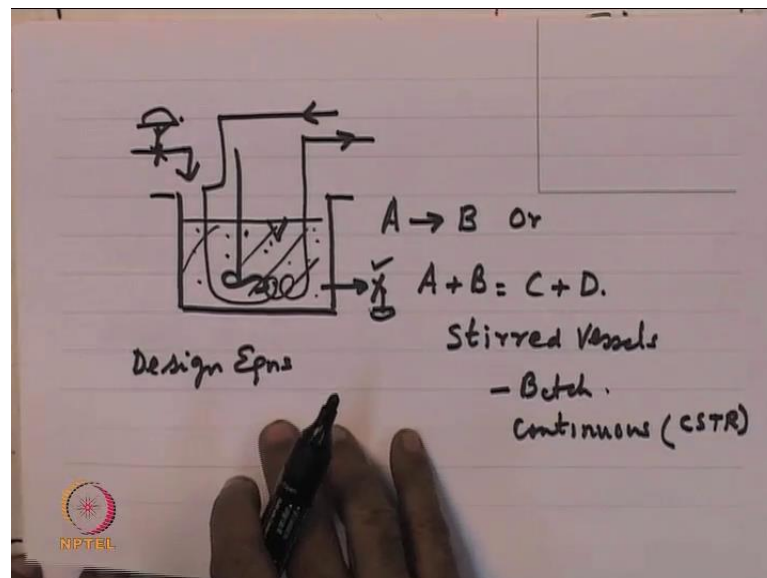 A → B Or
A + B = C + D.
Stirred Vessels
- Batch.
Continuous (CSTR)
Design Eqns
NPTEL